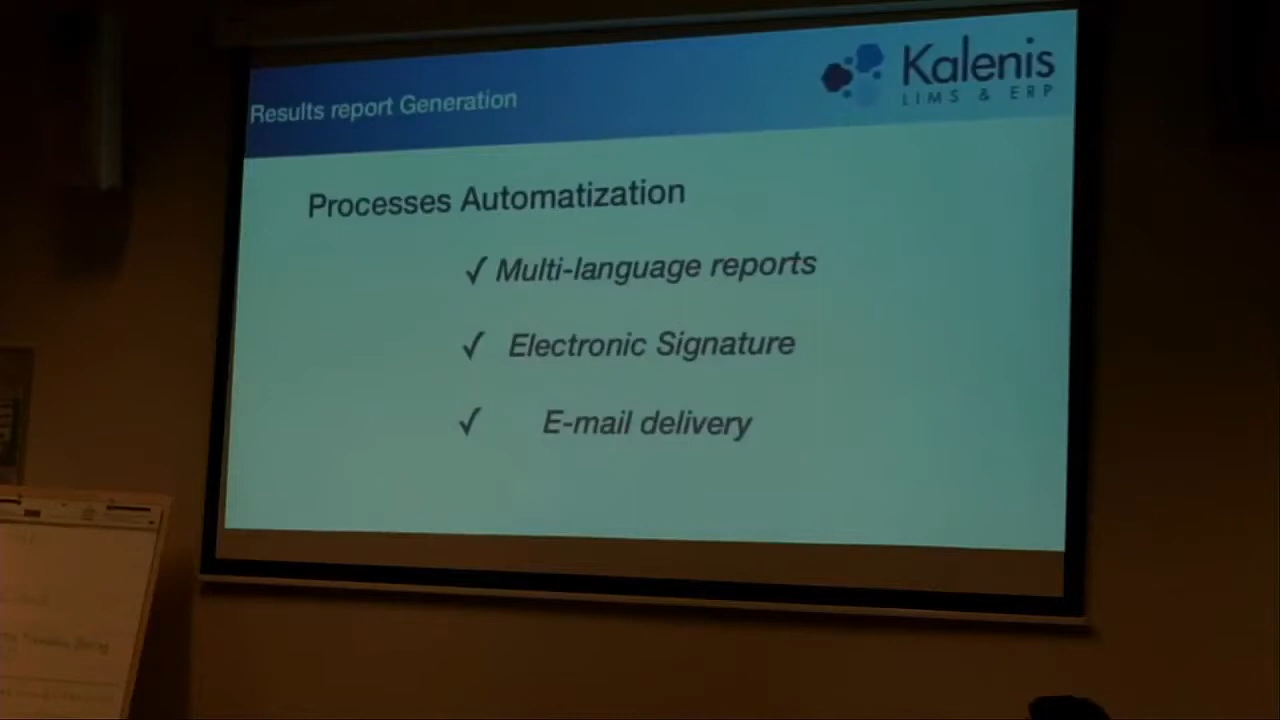 Results report Generation
Kalenis
LIMS & ERP
Processes Automatization
✓ Multi-language reports
✓ Electronic Signature
✓ E-mail delivery